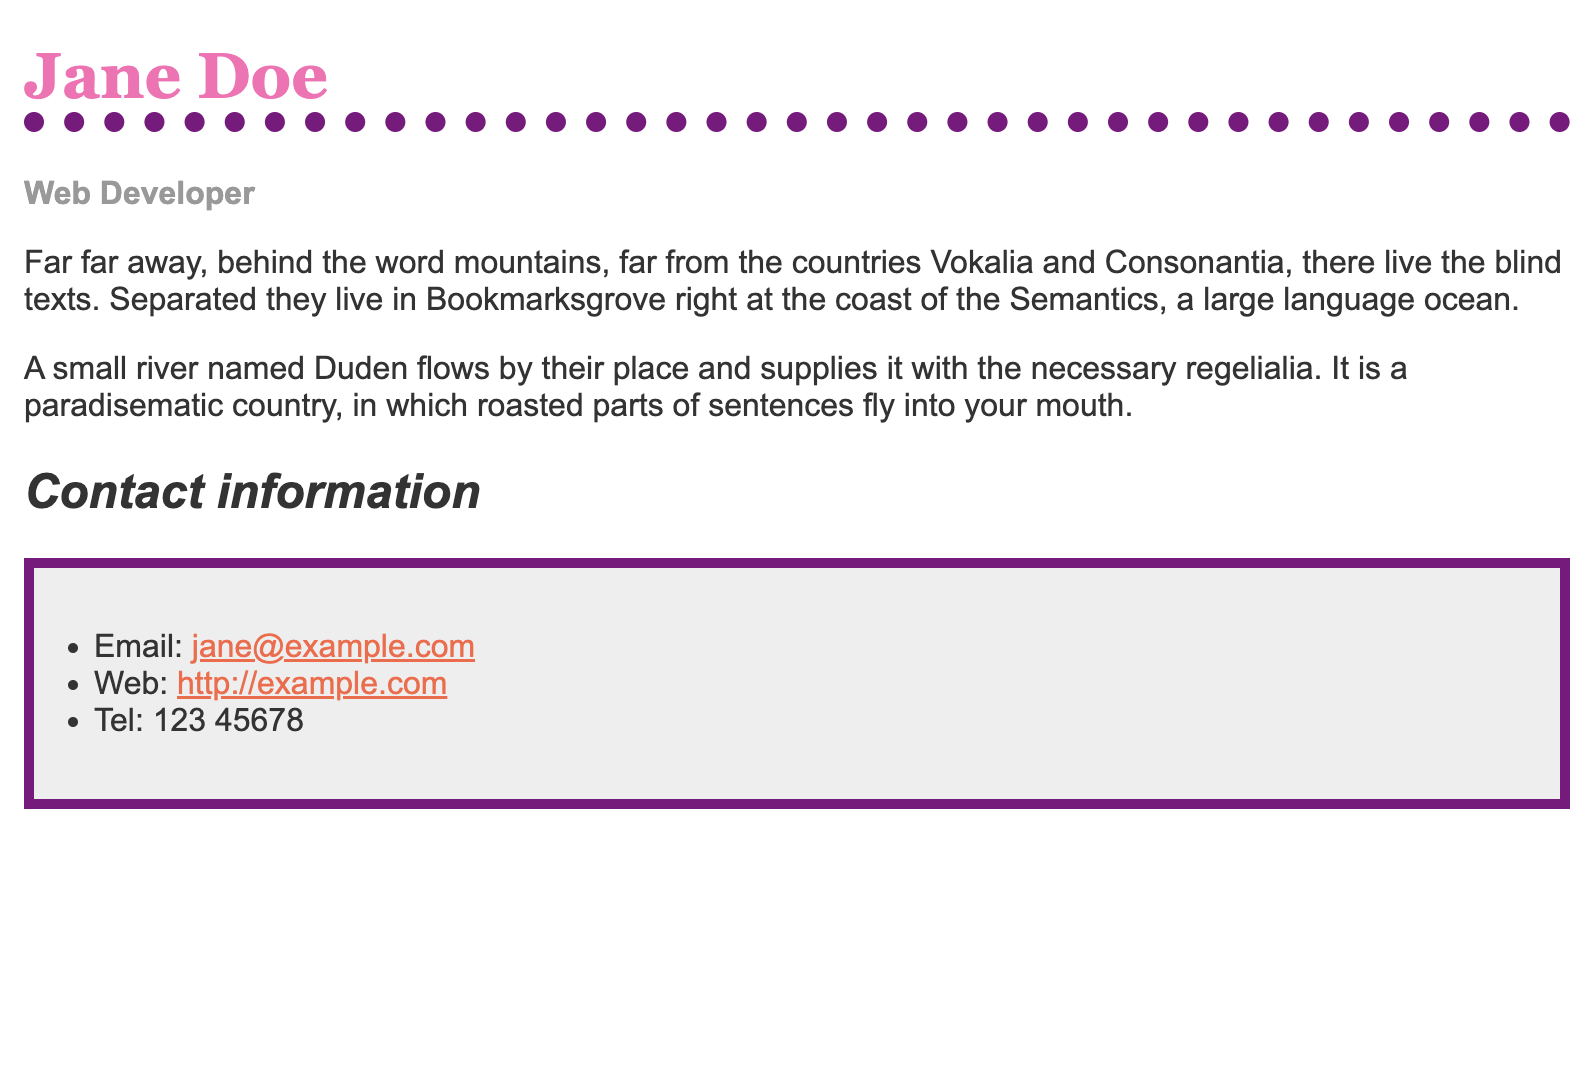 Jane Doe
Web Developer
Far far away, behind the word mountains, far from the countries Vokalia and Consonantia, there live the blind
texts. Separated they live in Bookmarksgrove right at the coast of the Semantics, a large language ocean.
A small river named Duden flows by their place and supplies it with the necessary regelialia. It is a
paradisematic country, in which roasted parts of sentences fly into your mouth.
Contact information
• Email: jane@example.com
• Web: http://example.com
• Tel: 123 45678